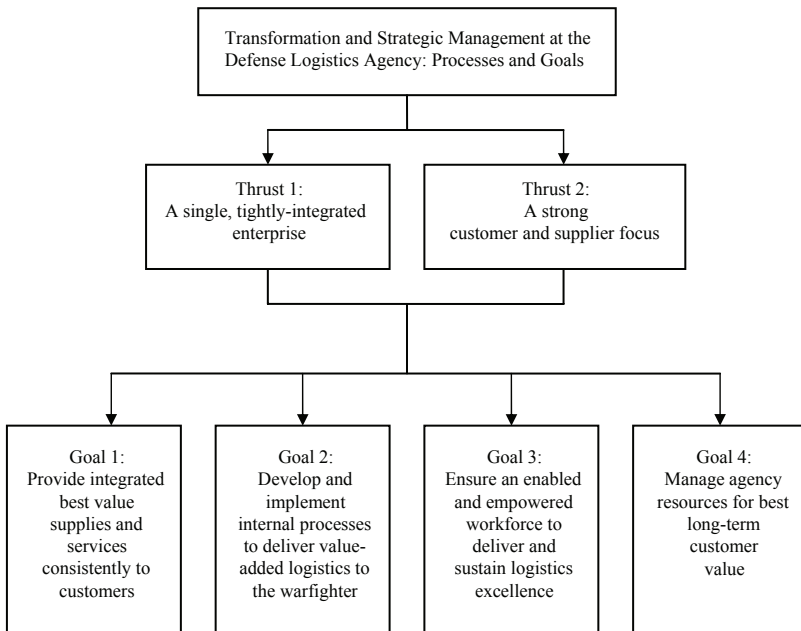 Transformation and Strategic Management at the
Defense Logistics Agency: Processes and Goals
Thrust 1:
A single, tightly-integrated
enterprise
Thrust 2:
A strong
customer and supplier focus
Goal 1:
Provide integrated
best value
supplies and
services
consistently to
customers
Goal 2:
Develop and
implement
internal processes
to deliver value-
added logistics to
the warfighter
Goal 3:
Ensure an enabled
and empowered
workforce to
deliver and
sustain logistics
excellence
Goal 4:
Manage agency
resources for best
long-term
customer
value